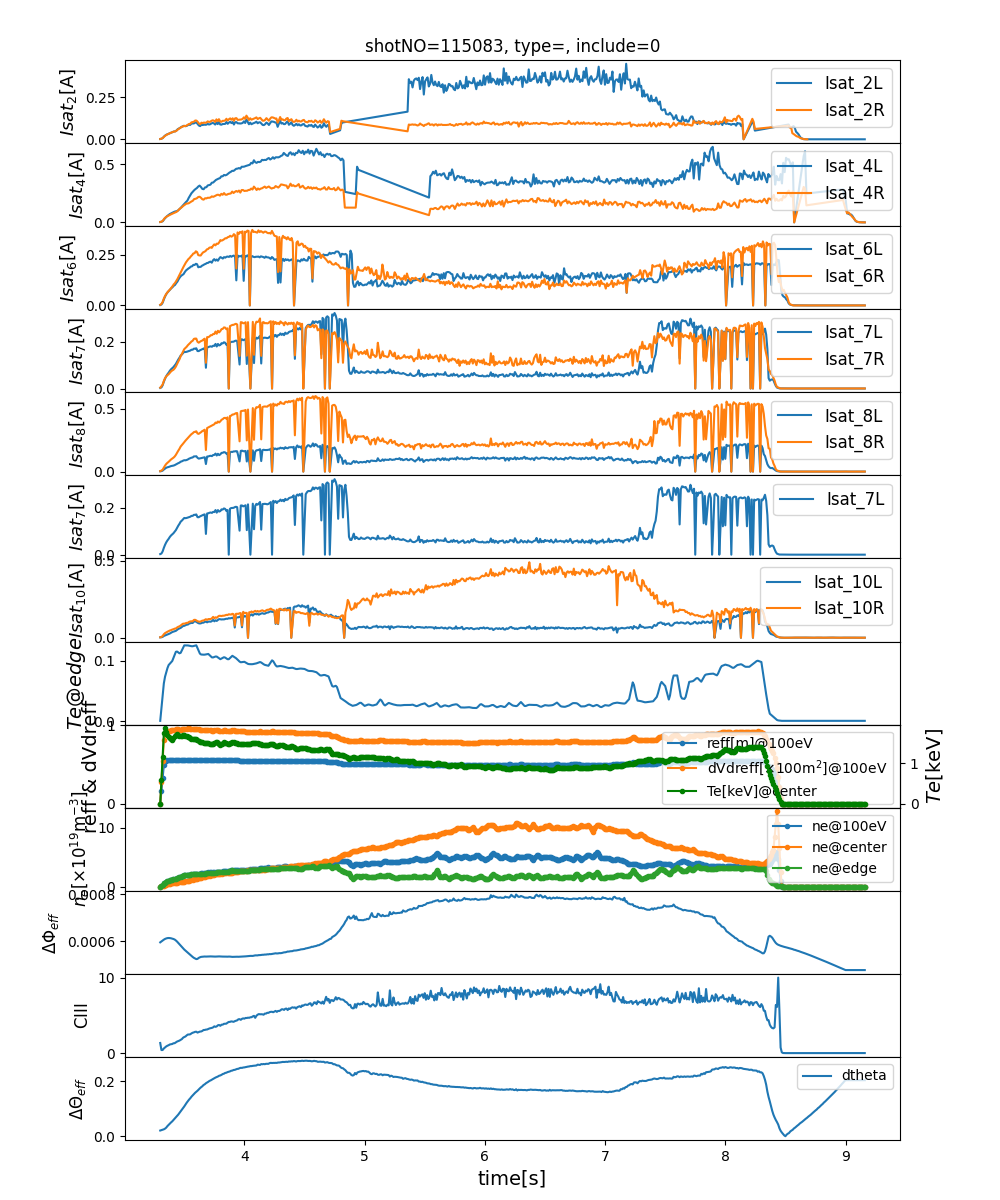 shotNO=115083, type=, include=0
Isat₂[A]
0.25
0.00
Isat_2L
Isat_2R
Isat₄[A]
0.5
0.0
Isat_4L
Isat_4R
Isat₆[A]
0.25
0.00
Isat_6L
Isat_6R
Isat₇[A]
0.2
0.0
Isat_7L
Isat_7R
Isat₈[A]
0.5
0.0
Isat_8L
Isat_8R
Isat₇[A]
0.2
0.0
Isat_7L
Isat₁₀[A]
0.5
0.0
Isat_10L
Isat_10R
Te@edge
0.1
0.0
reff & dVdreff
1
0
reff[m]@100eV
dVdreff[×100m²]@100eV
Te[keV]@center
1
0
Te[keV]
n [×10¹⁹m⁻³]
10
0
ne@100eV
ne@center
ne@edge
ΔΦeff
0.0008
0.0006
CIII
10
0
ΔΘeff
0.2
0.0
dtheta
4 5 6 7 8 9
time[s]